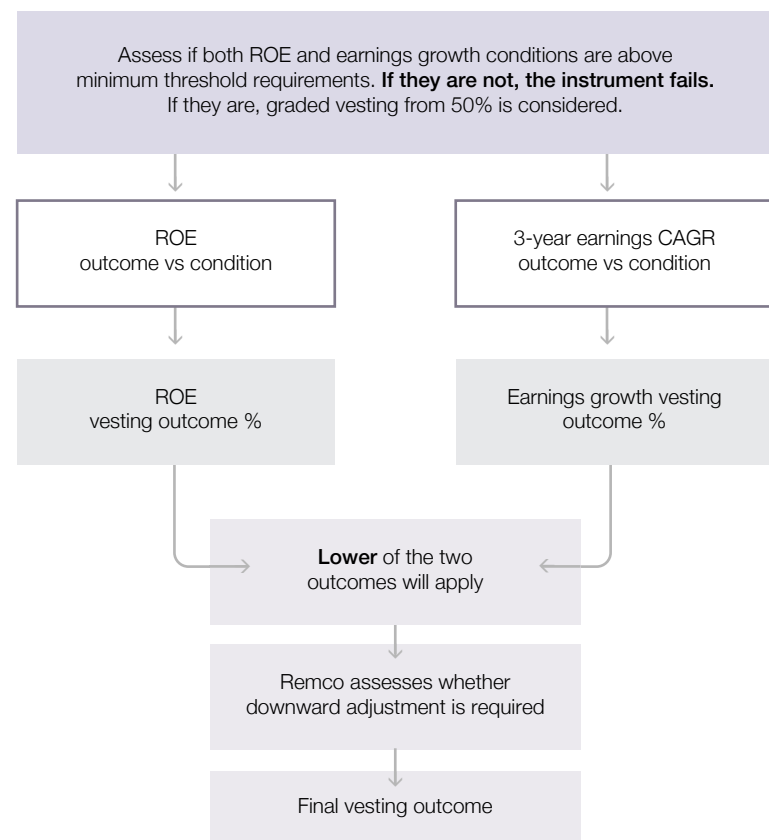 Assess if both ROE and earnings growth conditions are above
minimum threshold requirements. If they are not, the instrument fails.
If they are, graded vesting from 50% is considered.
ROE
outcome vs condition
3-year earnings CAGR
outcome vs condition
ROE
vesting outcome %
Earnings growth vesting
outcome %
Lower of the two
outcomes will apply
Remco assesses whether
downward adjustment is required
Final vesting outcome